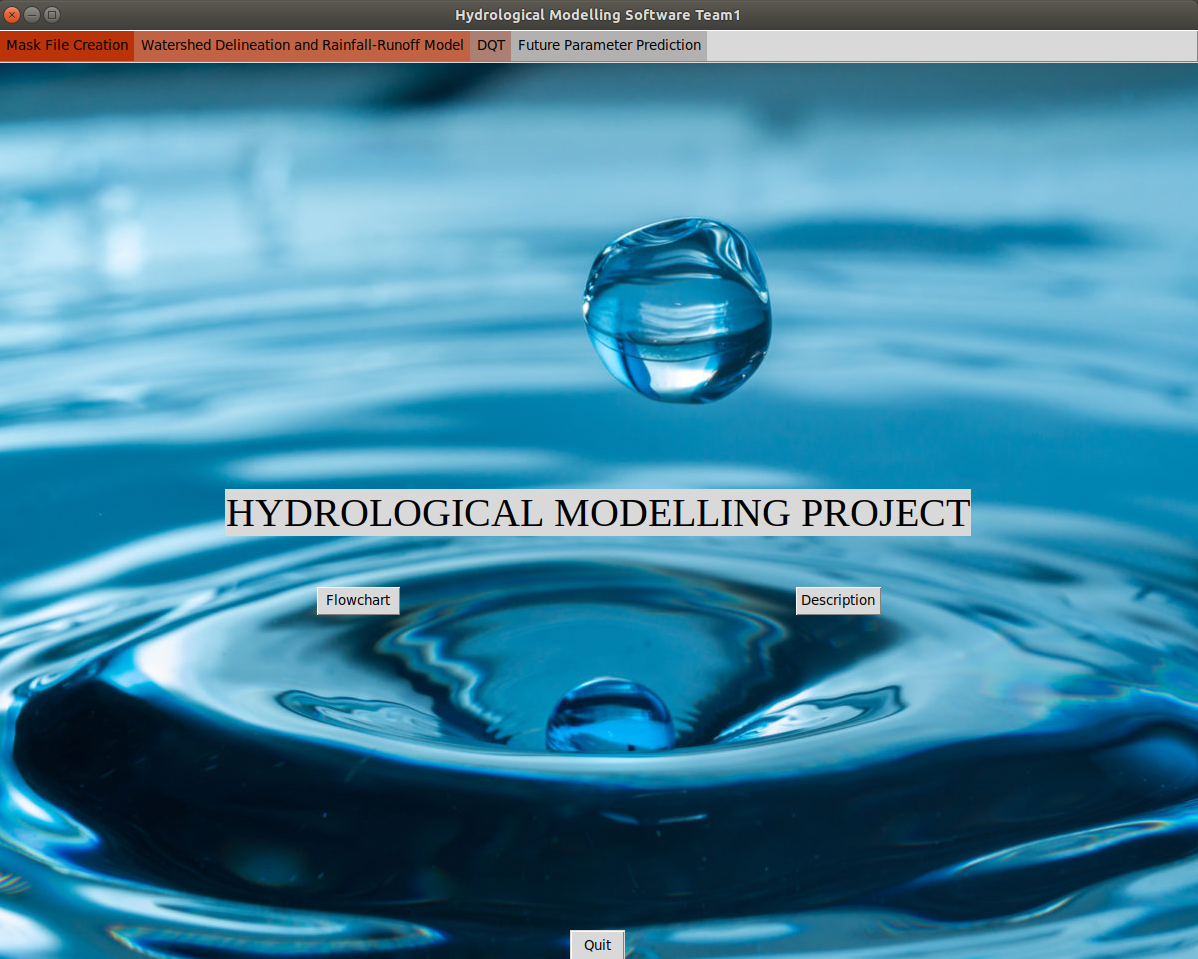 Hydrological Modelling Software Team1
Mask File Creation Watershed Delineation and Rainfall-Runoff Model DQT Future Parameter Prediction
HYDROLOGICAL MODELLING PROJECT
Flowchart Description
Quit